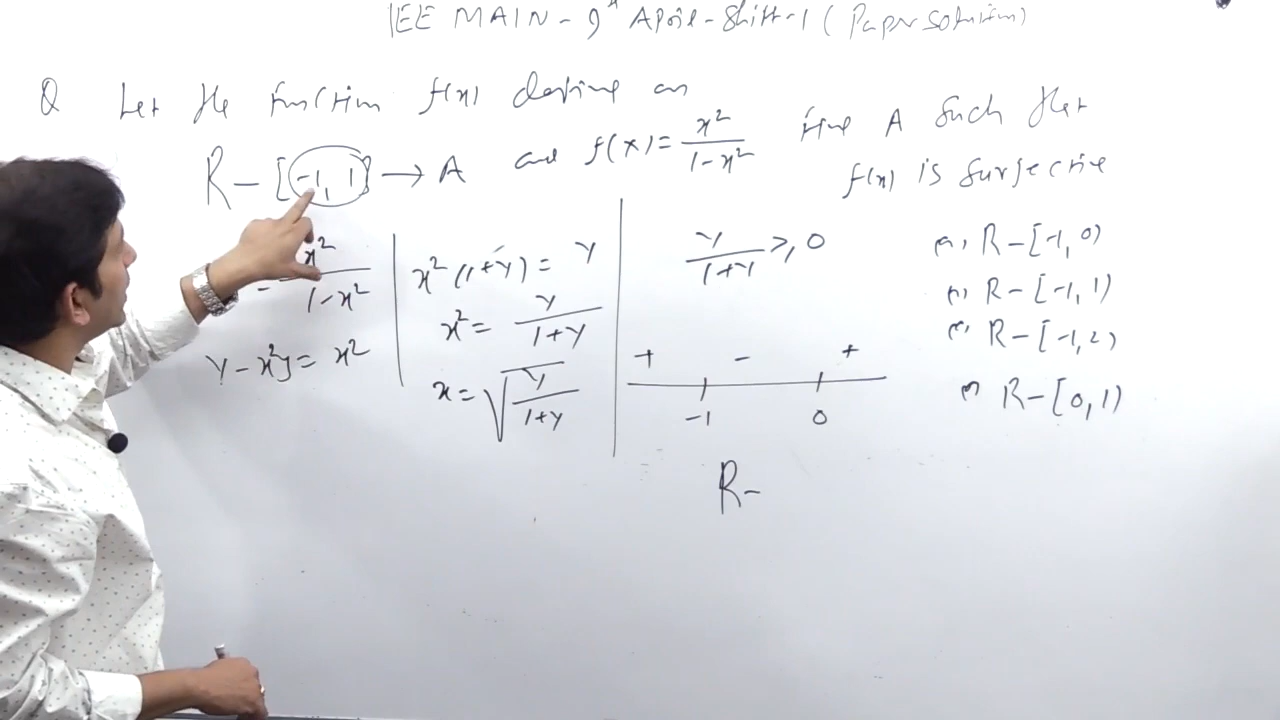 JEE MAIN - 9th April - Shift-1 (Paper solution)
Q Let the function f(x) define as
R - [-1, 1] → A and f(x) = x²/(1-x²) find A such that
f(x) is surjective
x²/(1-x²)
y - x²y = x²
x²(1+y) = y
x² = y/(1+y)
x = √(y/(1+y))
y/(1+y) ≥, 0
+ - +
-1 0
R-
R-[-1, 0)
R-[-1, 1)
R-[-1, 2)
R-[0, 1)